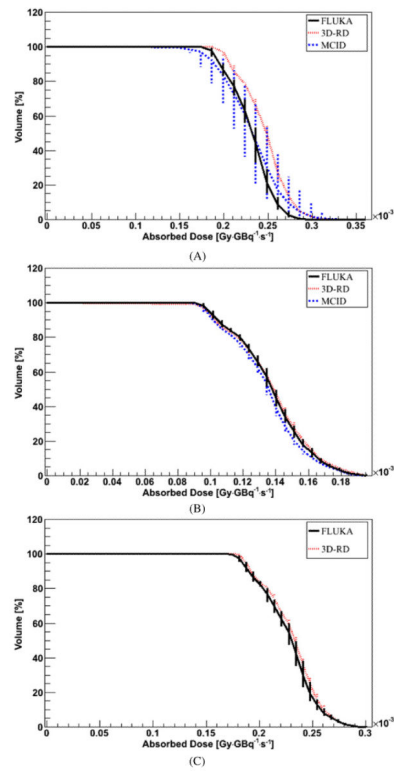 120
100
80
60
40
20
0
Volume [%]
FLUKA
3D-RD
MCID
0 0.05 0.1 0.15 0.2 0.25 0.3 0.35
×10⁻³
Absorbed Dose [Gy·GBq⁻¹·s⁻¹]
(A)
120
100
80
60
40
20
0
Volume [%]
FLUKA
3D-RD
MCID
0 0.02 0.04 0.06 0.08 0.1 0.12 0.14 0.16 0.18
×10⁻³
Absorbed Dose [Gy·GBq⁻¹·s⁻¹]
(B)
120
100
80
60
40
20
0
Volume [%]
FLUKA
3D-RD
0 0.05 0.1 0.15 0.2 0.25 0.3
×10⁻³
Absorbed Dose [Gy·GBq⁻¹·s⁻¹]
(C)